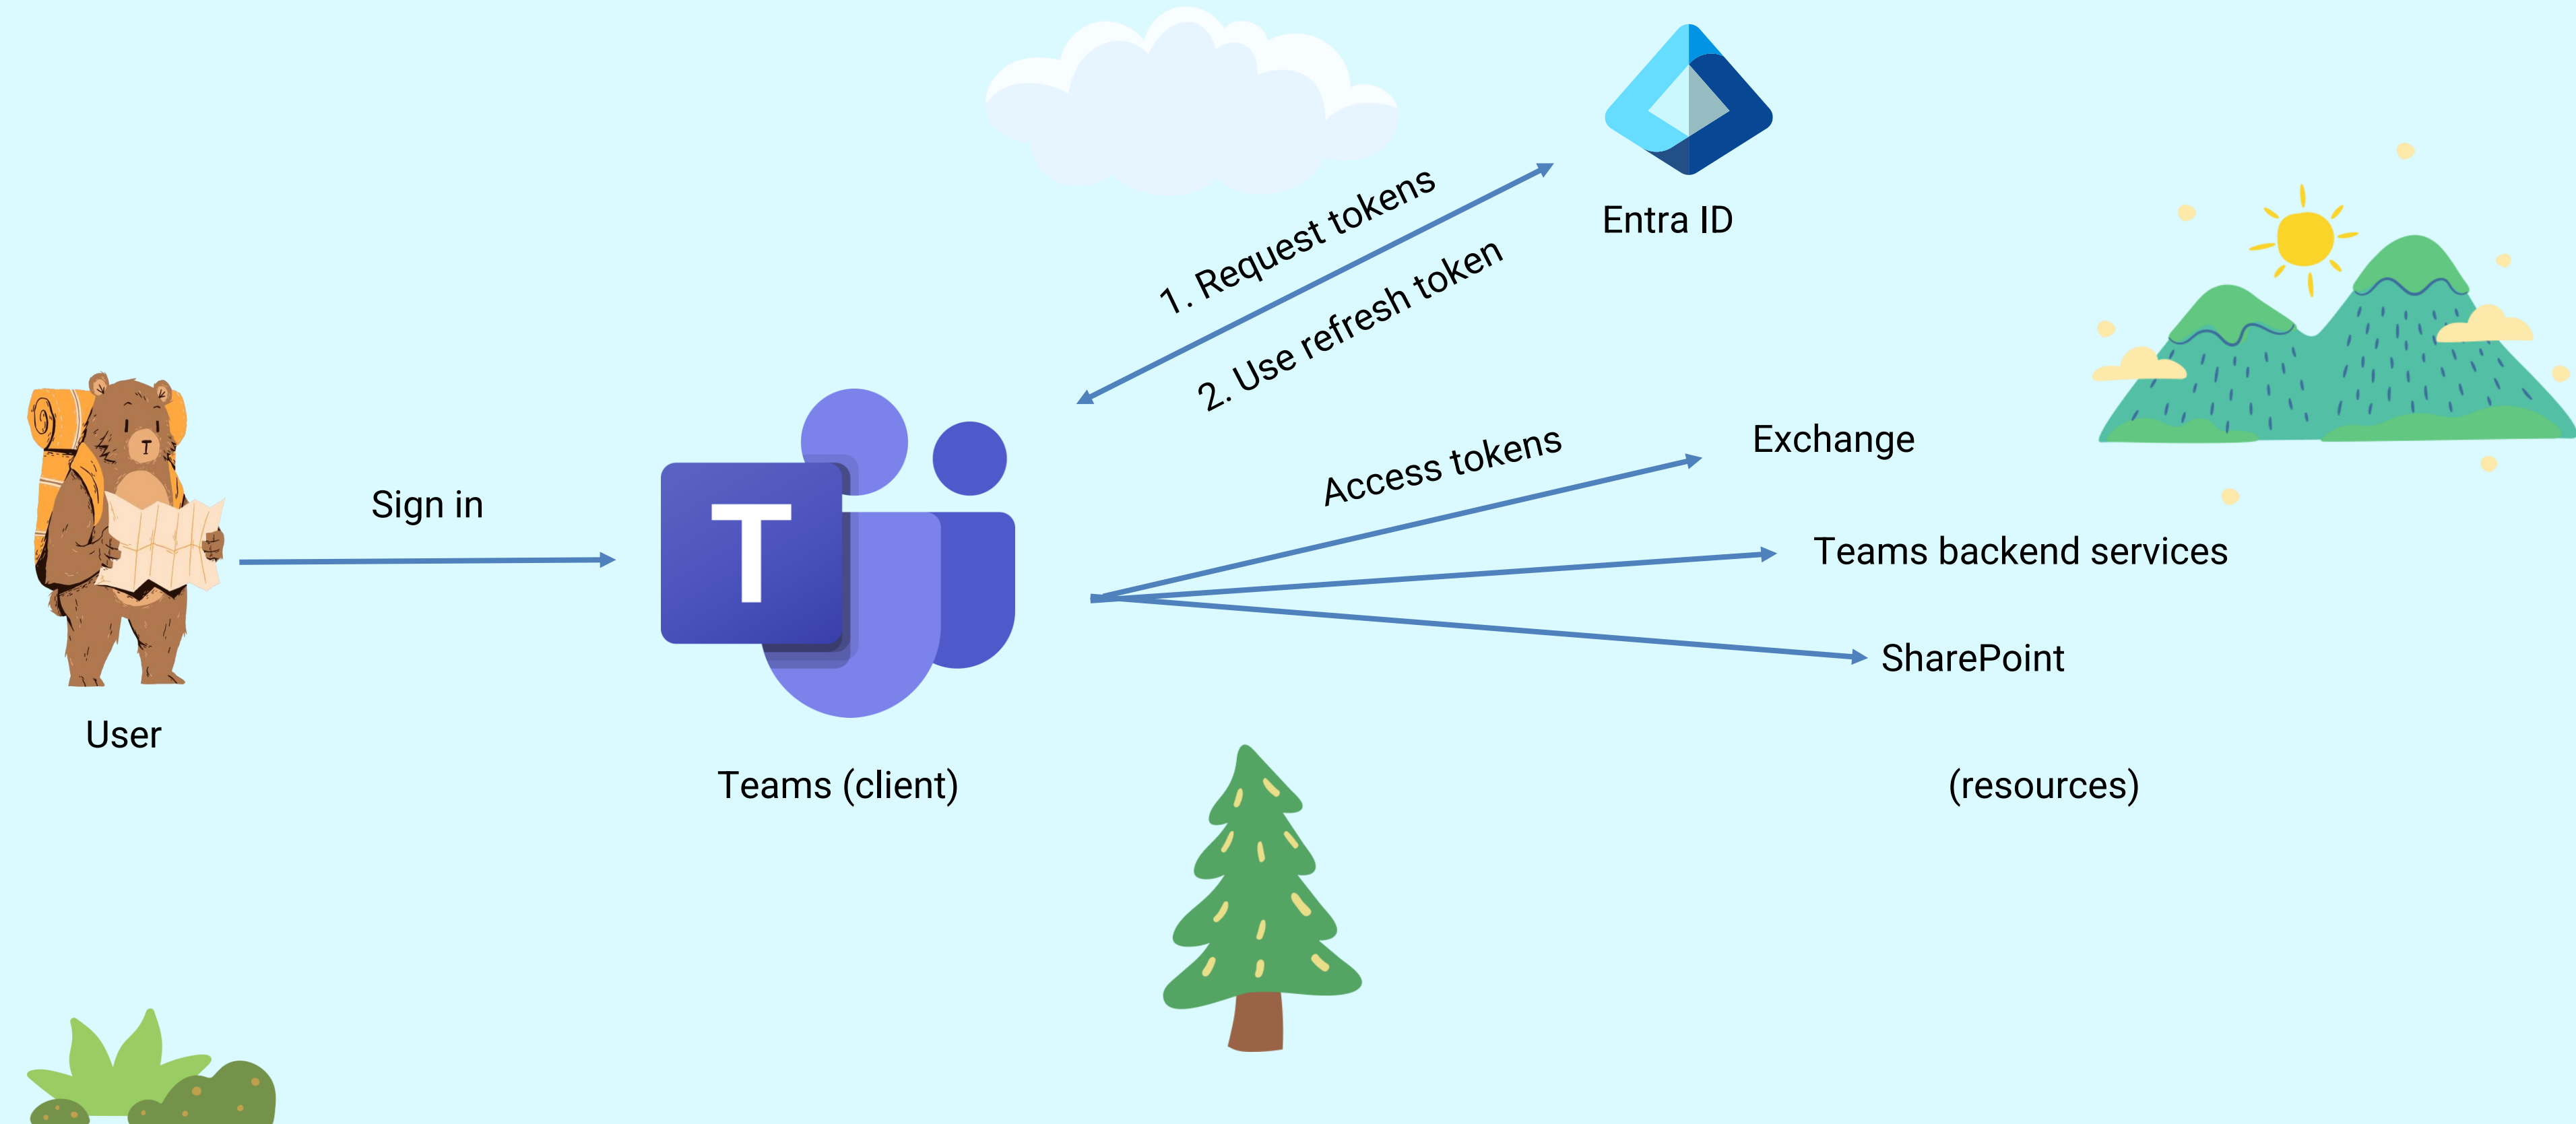 Entra ID
1. Request tokens
2. Use refresh token
Sign in
T
Access tokens
Exchange
Teams backend services
SharePoint
User
Teams (client)
(resources)